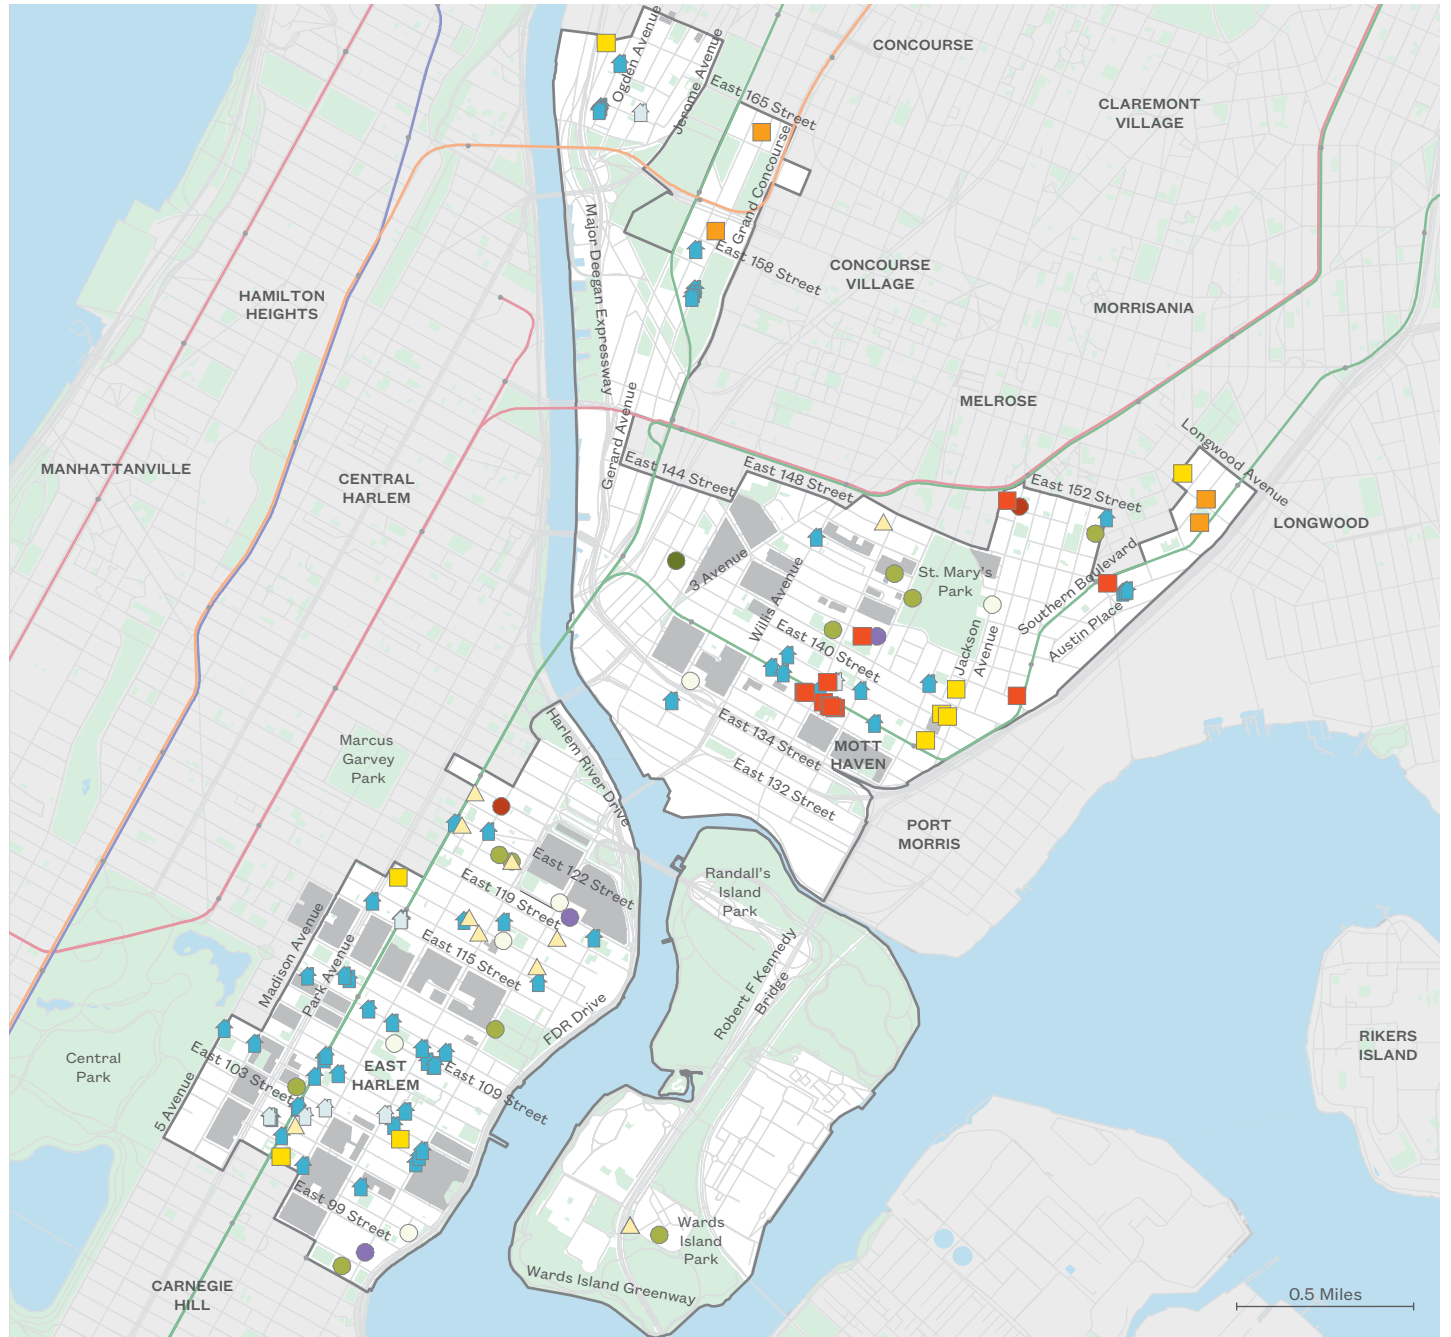 CONCOURSE
Ogden Avenue
Jerome Avenue
East 165 Street
CLAREMONT
VILLAGE
Grand Concourse
Major Deegan Expressway
East 158 Street
CONCOURSE
VILLAGE
HAMILTON
HEIGHTS
MORRISANIA
MELROSE
Gerard Avenue
MANHATTANVILLE
CENTRAL
HARLEM
East 144 Street
East 148 Street
East 152 Street
Longwood Avenue
LONGWOOD
3 Avenue
Willis Avenue
St. Mary's
Park
Southern Boulevard
Austin Place
East 140 Street
Jackson
Avenue
East 134 Street
MOTT
HAVEN
East 132 Street
Marcus
Garvey
Park
Harlem River Drive
PORT
MORRIS
East 122 Street
Randall's
Island
Park
East 119 Street
Madison Avenue
Park Avenue
East 115 Street
FDR Drive
Robert F Kennedy
Bridge
RIKERS
ISLAND
Central
Park
East 103 Street
EAST
HARLEM
East 109 Street
5 Avenue
East 99 Street
Wards
Island
Park
Wards Island Greenway
CARNEGIE
HILL
0.5 Miles